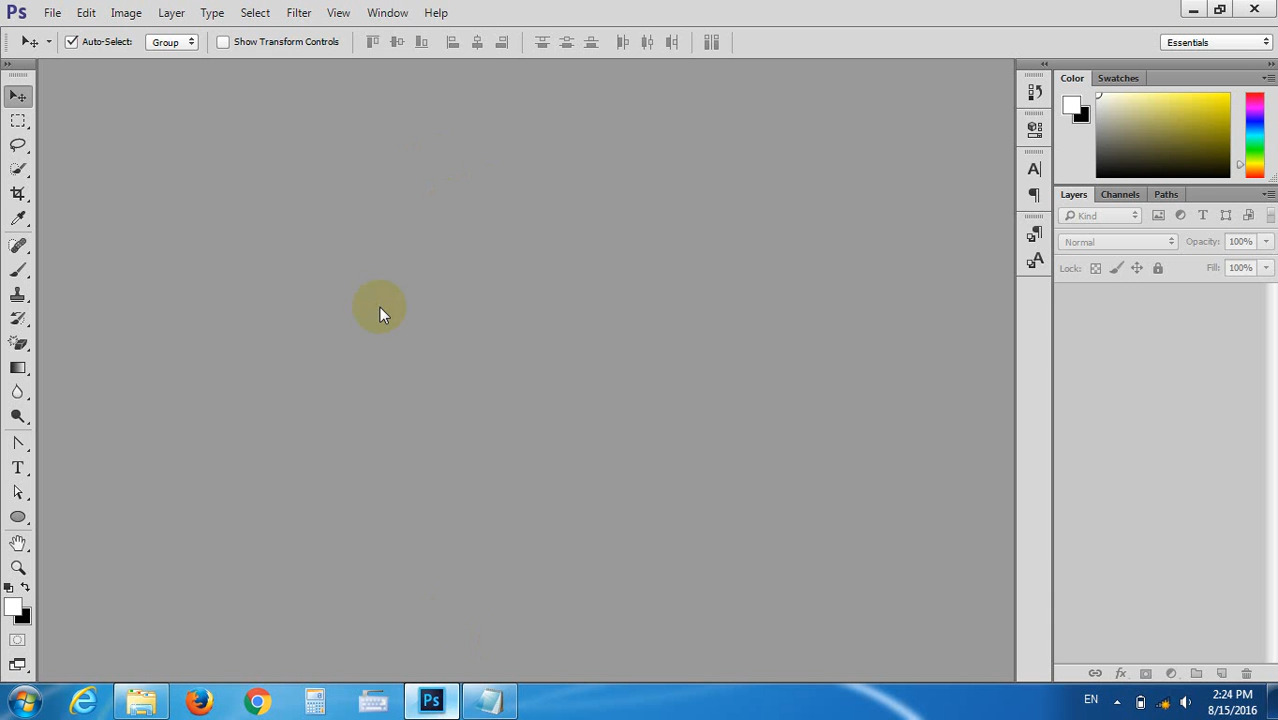 Ps File Edit Image Layer Type Select Filter View Window Help
Auto-Select: Group Show Transform Controls Essentials
Color Swatches
Layers Channels Paths
Kind
Normal Opacity: 100%
Lock: Fill: 100%
Ps EN 2:24 PM
8/15/2016